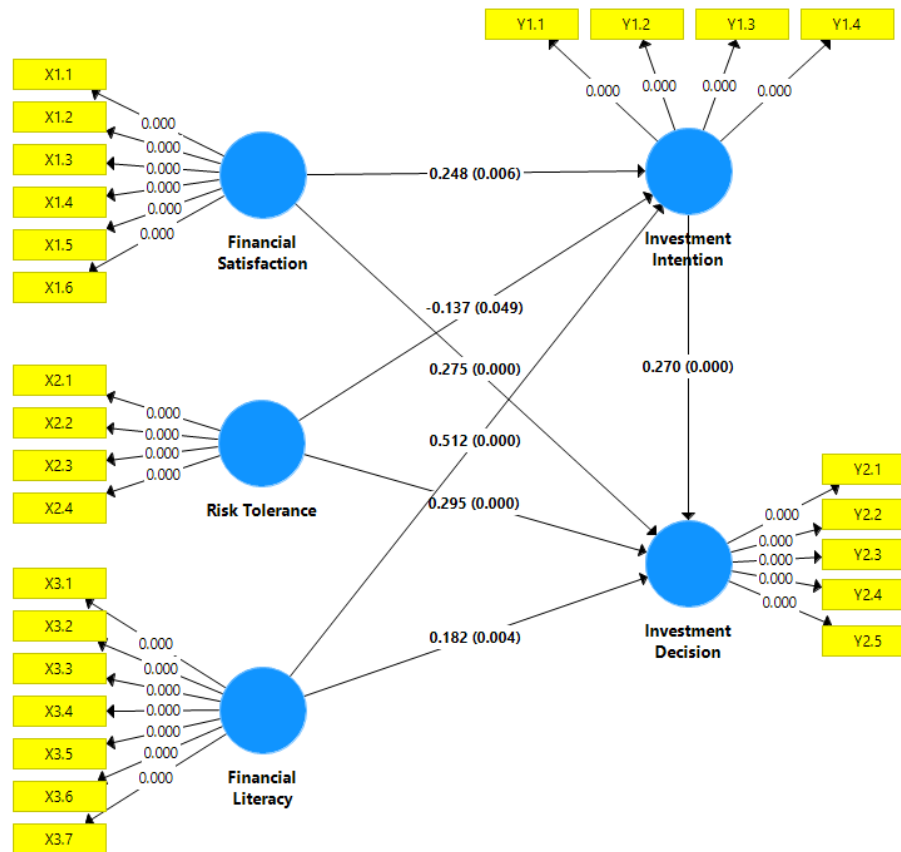 Y1.1
Y1.2
Y1.3
Y1.4
0.000
0.000
0.000
0.000
X1.1
X1.2
X1.3
X1.4
X1.5
X1.6
0.000
0.000
0.000
0.000
0.000
0.000
Financial
Satisfaction
0.248 (0.006)
Investment
Intention
-0.137 (0.049)
0.275 (0.000)
0.270 (0.000)
0.512 (0.000)
X2.1
X2.2
X2.3
X2.4
0.000
0.000
0.000
0.000
Risk Tolerance
0.295 (0.000)
Y2.1
Y2.2
Y2.3
Y2.4
Y2.5
0.000
0.000
0.000
0.000
0.000
Investment
Decision
0.182 (0.004)
X3.1
X3.2
X3.3
X3.4
X3.5
X3.6
X3.7
0.000
0.000
0.000
0.000
0.000
0.000
0.000
Financial
Literacy